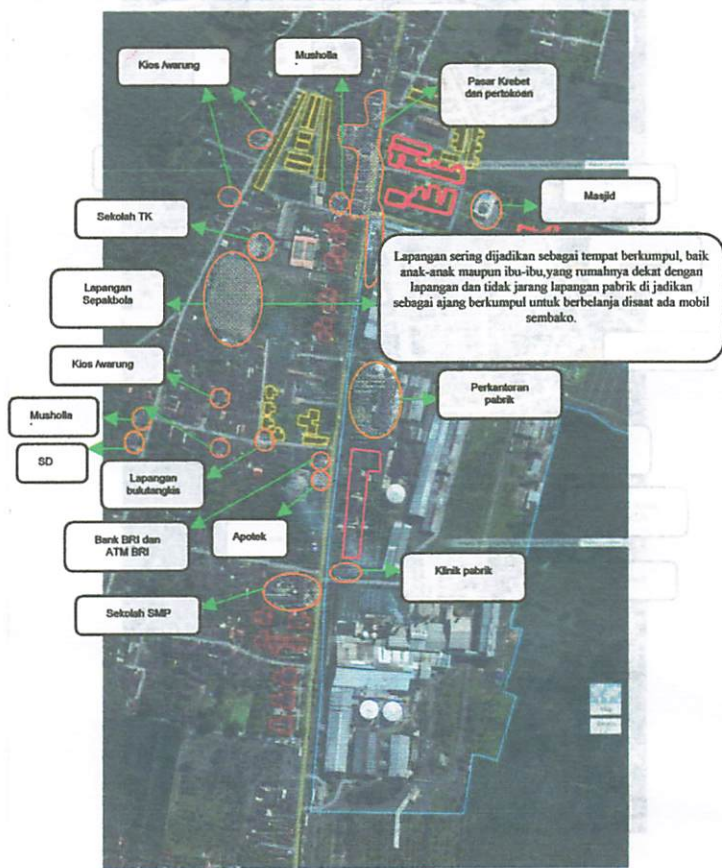 Kios /warung
Musholla
Pasar Krebet
dan pertokoan
Masjid
Sekolah TK
Lapangan
Sepakbola
Lapangan sering dijadikan sebagai tempat berkumpul, baik
anak-anak maupun ibu-ibu,yang rumahnya dekat dengan
lapangan dan tidak jarang lapangan pabrik di jadikan
sebagai ajang berkumpul untuk berbelanja disaat ada mobil
sembako.
Kios /warung
Perkantoran
pabrik
Musholla
SD
Lapangan
bulutangkis
Bank BRI dan
ATM BRI
Apotek
Klinik pabrik
Sekolah SMP